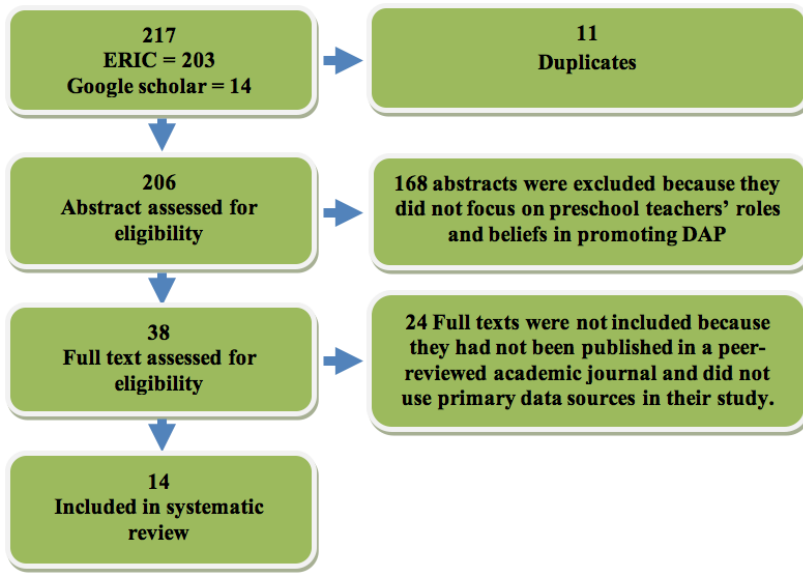 217
ERIC = 203
Google scholar = 14
11
Duplicates
206
Abstract assessed for
eligibility
168 abstracts were excluded because they
did not focus on preschool teachers’ roles
and beliefs in promoting DAP
38
Full text assessed for
eligibility
24 Full texts were not included because
they had not been published in a peer-
reviewed academic journal and did not
use primary data sources in their study.
14
Included in systematic
review